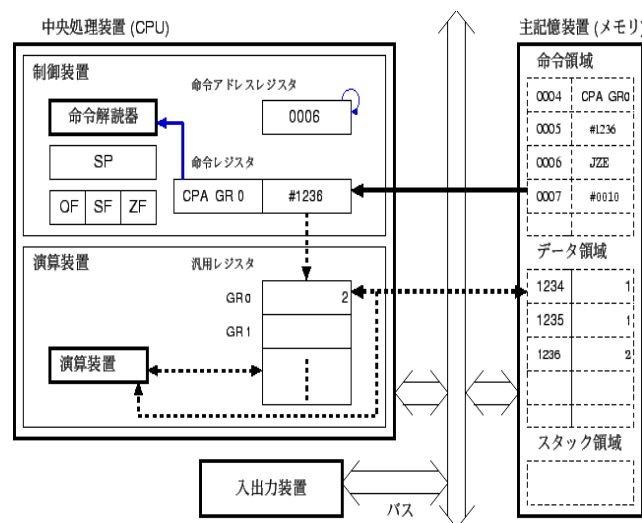 中央処理装置 (CPU)
制御装置
命令解読器
SP
OF SF ZF
命令アドレスレジスタ
0006
命令レジスタ
CPA GR 0 #1236
演算装置
汎用レジスタ
GR0 2
GR1
演算装置
入出力装置
バス
主記憶装置 (メモリ)
命令領域
0004 CPA GR0
0005 #1236
0006 JZE
0007 #0010
データ領域
1234 1
1235 1
1236 2
スタック領域